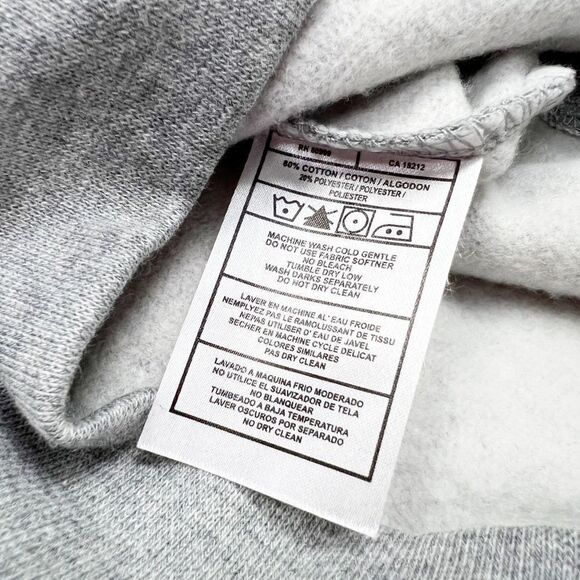 RN
CA 15212
80% COTTON / COTON / ALGODON
20% POLYESTER / POLYESTER /
POLIESTER
MACHINE WASH COLD GENTLE
DO NOT USE FABRIC SOFTNER
NO BLEACH
TUMBLE DRY LOW
WASH DARKS SEPARATELY
DO NOT DRY CLEAN
LAVER EN MACHINE AL' EAU FROIDE
NEMPLYEZ PAS LE RAMOLUSSANT DE TISSU
NEPAS UTILISER D' EAU DE JAVEL
SECHER EN MACHINE CYCLE DELICAT
COLORES SIMILARES
PAS DRY CLEAN
LAVADO A MAQUINA FRIO MODERADO
NO UTILICE EL SUAVIZADOR DE TELA
NO BLANQUEAR
TUMBEADO A BAJA TEMPERATURA
LAVER OSCUROS POR SEPARADO
NO DRY CLEAN